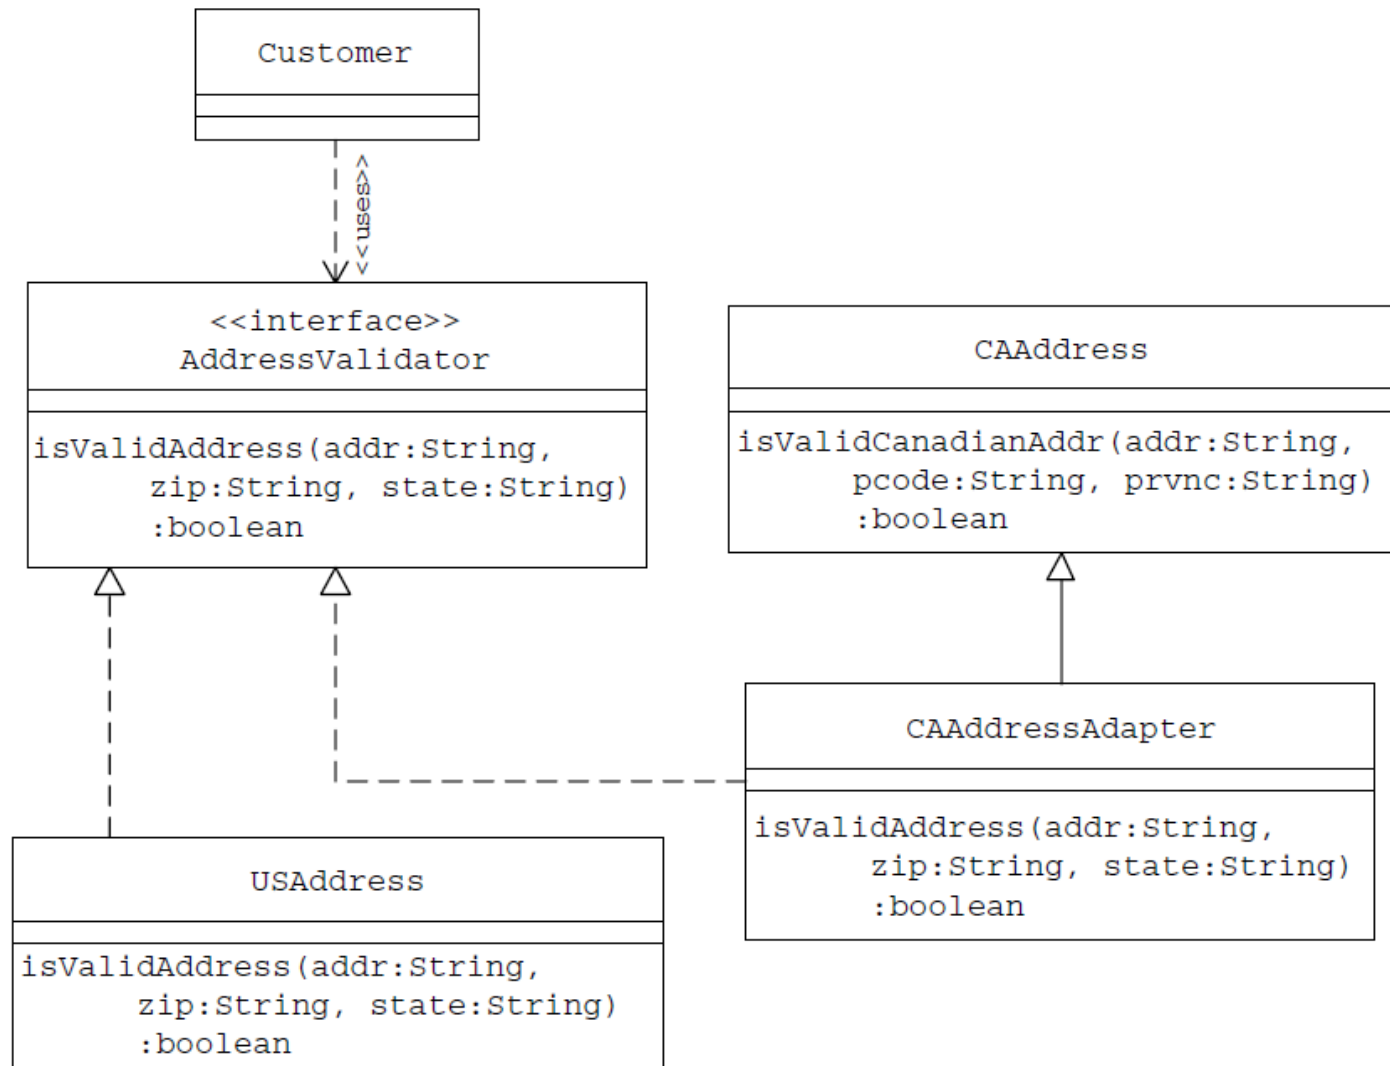 Customer
<<uses>>
<<interface>>
AddressValidator
isValidAddress(addr:String,
zip:String, state:String)
:boolean
CAAddress
isValidCanadianAddr(addr:String,
pcode:String, prvnc:String)
:boolean
CAAddressAdapter
isValidAddress(addr:String,
zip:String, state:String)
:boolean
USAddress
isValidAddress(addr:String,
zip:String, state:String)
:boolean